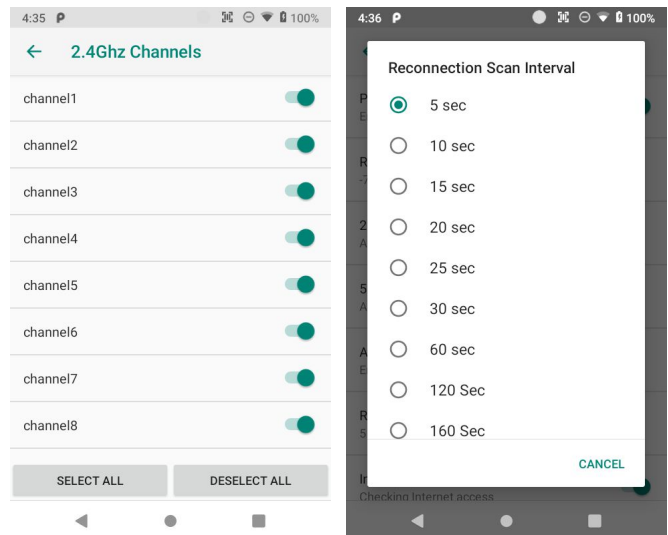 4:35 P 100%
2.4Ghz Channels
channel1
channel2
channel3
channel4
channel5
channel6
channel7
channel8
SELECT ALL DESELECT ALL
4:36 P 100%
Reconnection Scan Interval
5 sec
10 sec
15 sec
20 sec
25 sec
30 sec
60 sec
120 Sec
160 Sec
CANCEL
Checking Internet access